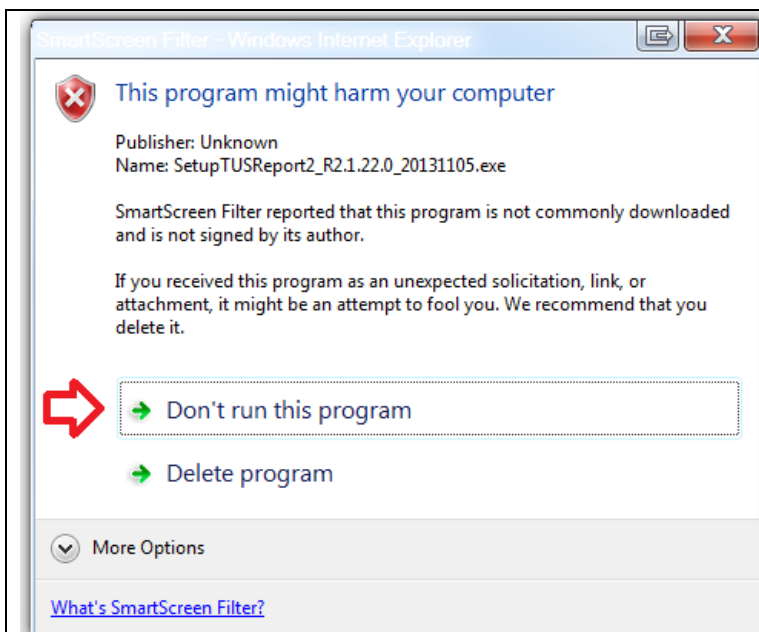 SmartScreen Filter - Windows Internet Explorer
This program might harm your computer
Publisher: Unknown
Name: SetupTUSReport2_R2.1.22.0_20131105.exe
SmartScreen Filter reported that this program is not commonly downloaded
and is not signed by its author.
If you received this program as an unexpected solicitation, link, or
attachment, it might be an attempt to fool you. We recommend that you
delete it.
Don't run this program
Delete program
More Options
What's SmartScreen Filter?